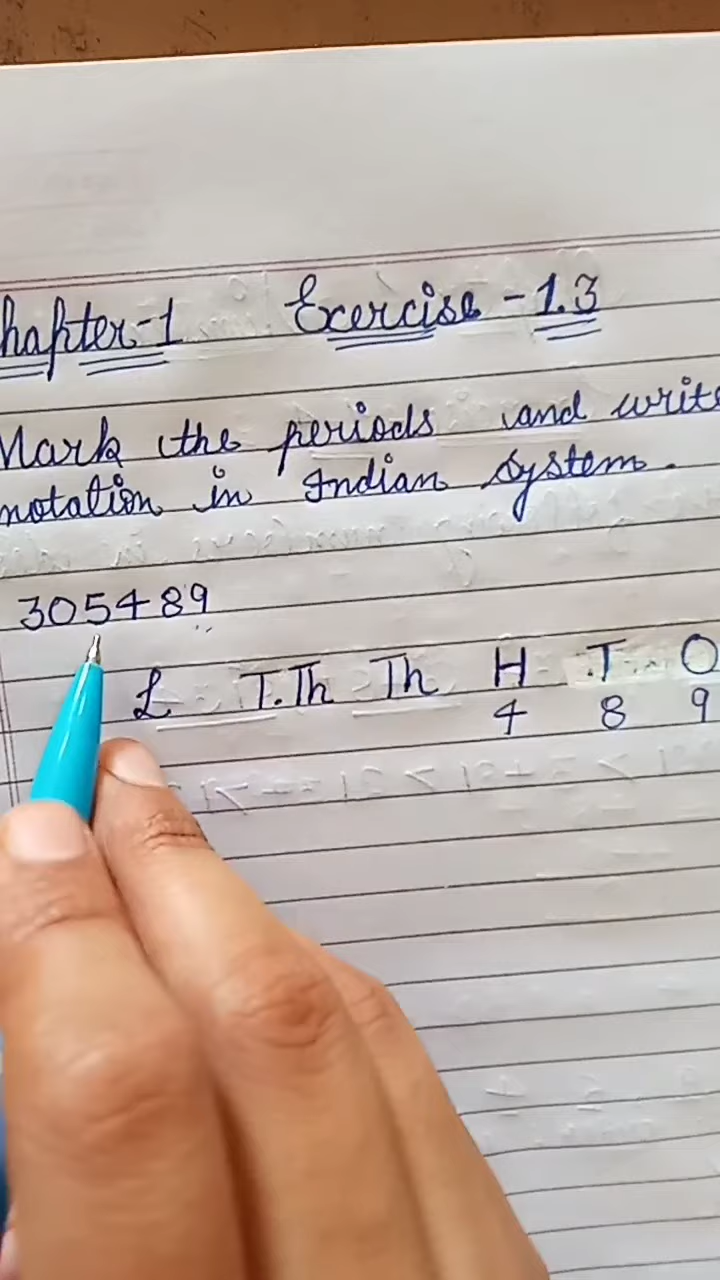 hapter-1 Exercise - 1.3
Mark the periods and write
notation in Indian System.
305489
L T.Th Th H T O
4 8 9